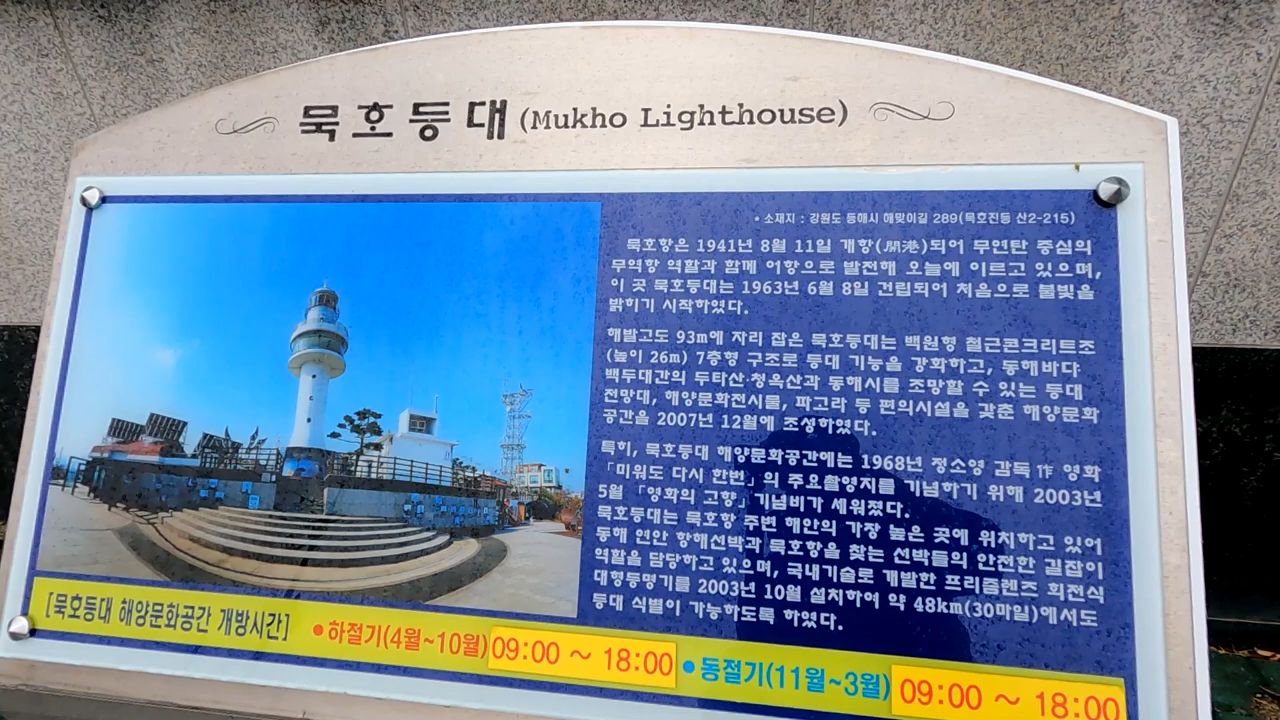 묵호등대 (Mukho Lighthouse)
• 소재지 : 강원도 동해시 해맞이길 289(묵호진동 산2-215)
묵호항은 1941년 8월 11일 개항(開港)되어 무연탄 중심의
무역항 역할과 함께 어항으로 발전해 오늘에 이르고 있으며,
이 곳 묵호등대는 1963년 6월 8일 건립되어 처음으로 불빛을
밝히기 시작하였다.
해발고도 93m에 자리 잡은 묵호등대는 백원형 철근콘크리트조
(높이 26m) 7층형 구조로 등대 기능을 강화하고, 동해바다
백두대간의 두타산·청옥산과 동해시를 조망할 수 있는 등대
전망대, 해양문화전시물, 파고라 등 편의시설을 갖춘 해양문화
공간을 2007년 12월에 조성하였다.
특히, 묵호등대 해양문화공간에는 1968년 정소영 감독 作 영화
「미워도 다시 한번」의 주요촬영지를 기념하기 위해 2003년
5월 「영화의 고향」기념비가 세워졌다.
묵호등대는 묵호항 주변 해안의 가장 높은 곳에 위치하고 있어
동해 연안 항해선박과 묵호항을 찾는 선박들의 안전한 길잡이
역할을 담당하고 있으며, 국내기술로 개발한 프리즘렌즈 회전식
대형등명기를 2003년 10월 설치하여 약 48km(30마일)에서도
등대 식별이 가능하도록 하였다.
[묵호등대 해양문화공간 개방시간] •하절기(4월~10월) 09:00 ~ 18:00 •동절기(11월~3월) 09:00 ~ 18:00